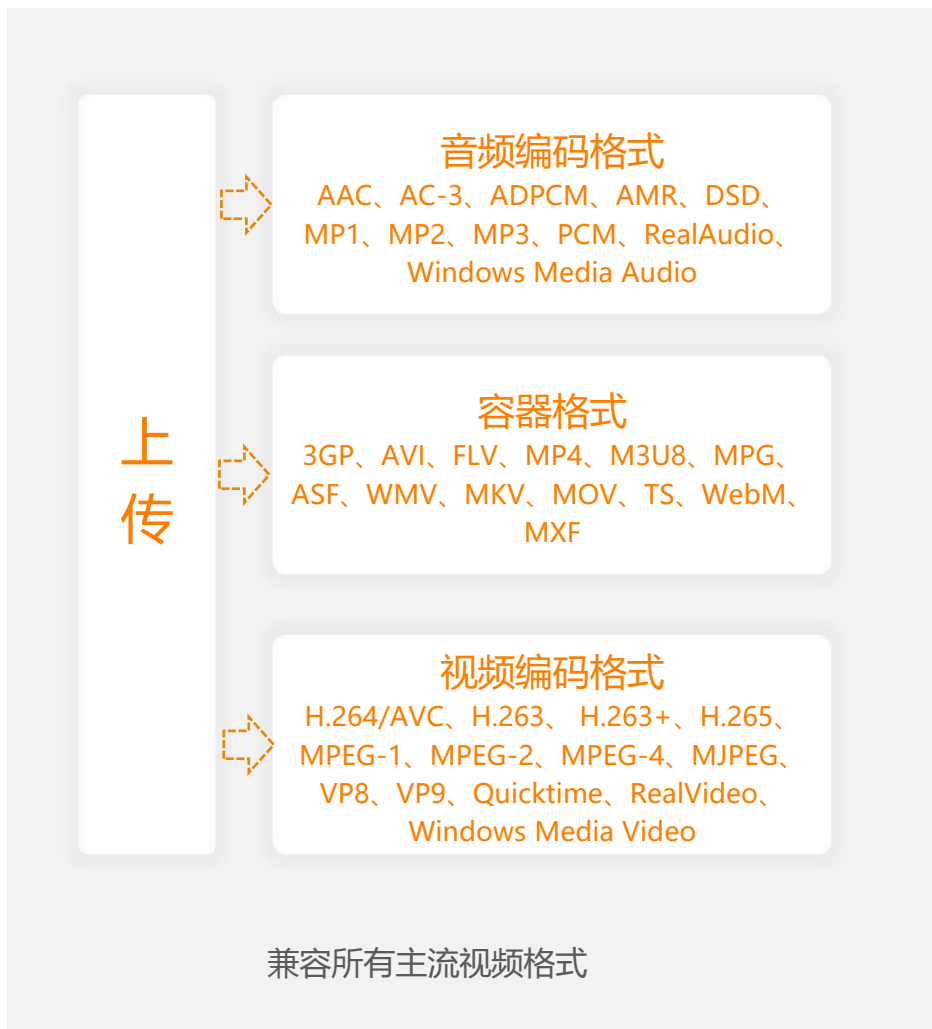 上
传
音频编码格式
AAC、AC-3、ADPCM、AMR、DSD、
MP1、MP2、MP3、PCM、RealAudio、
Windows Media Audio
容器格式
3GP、AVI、FLV、MP4、M3U8、MPG、
ASF、WMV、MKV、MOV、TS、WebM、
MXF
视频编码格式
H.264/AVC、H.263、 H.263+、H.265、
MPEG-1、MPEG-2、MPEG-4、MJPEG、
VP8、VP9、Quicktime、RealVideo、
Windows Media Video
兼容所有主流视频格式